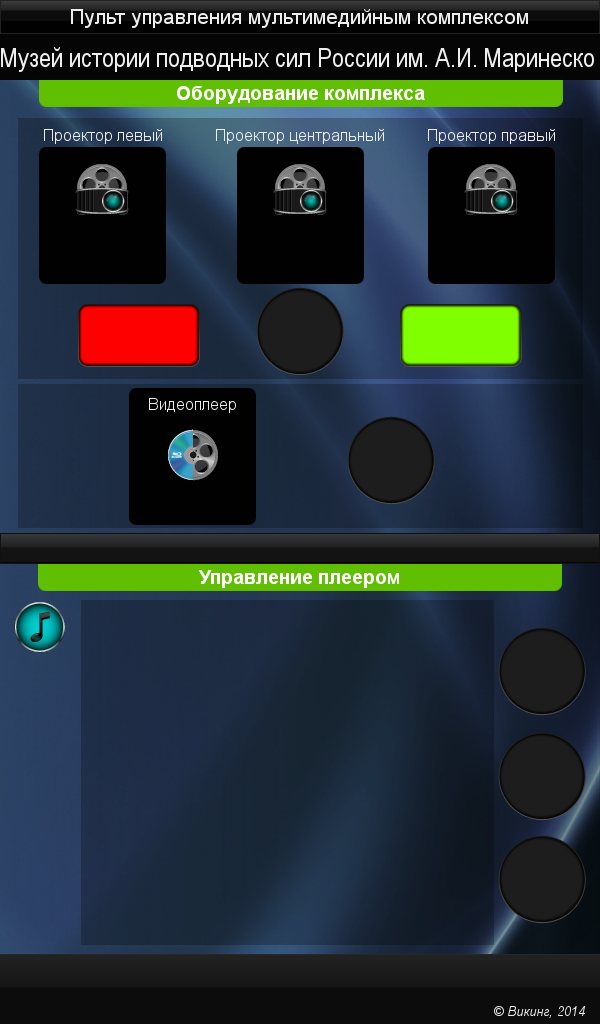 Пульт управления мультимедийным комплексом
Музей истории подводных сил России им. А.И. Маринеско
Оборудование комплекса
Проектор левый
Проектор центральный
Проектор правый
Видеоплеер
Управление плеером
© Викинг, 2014